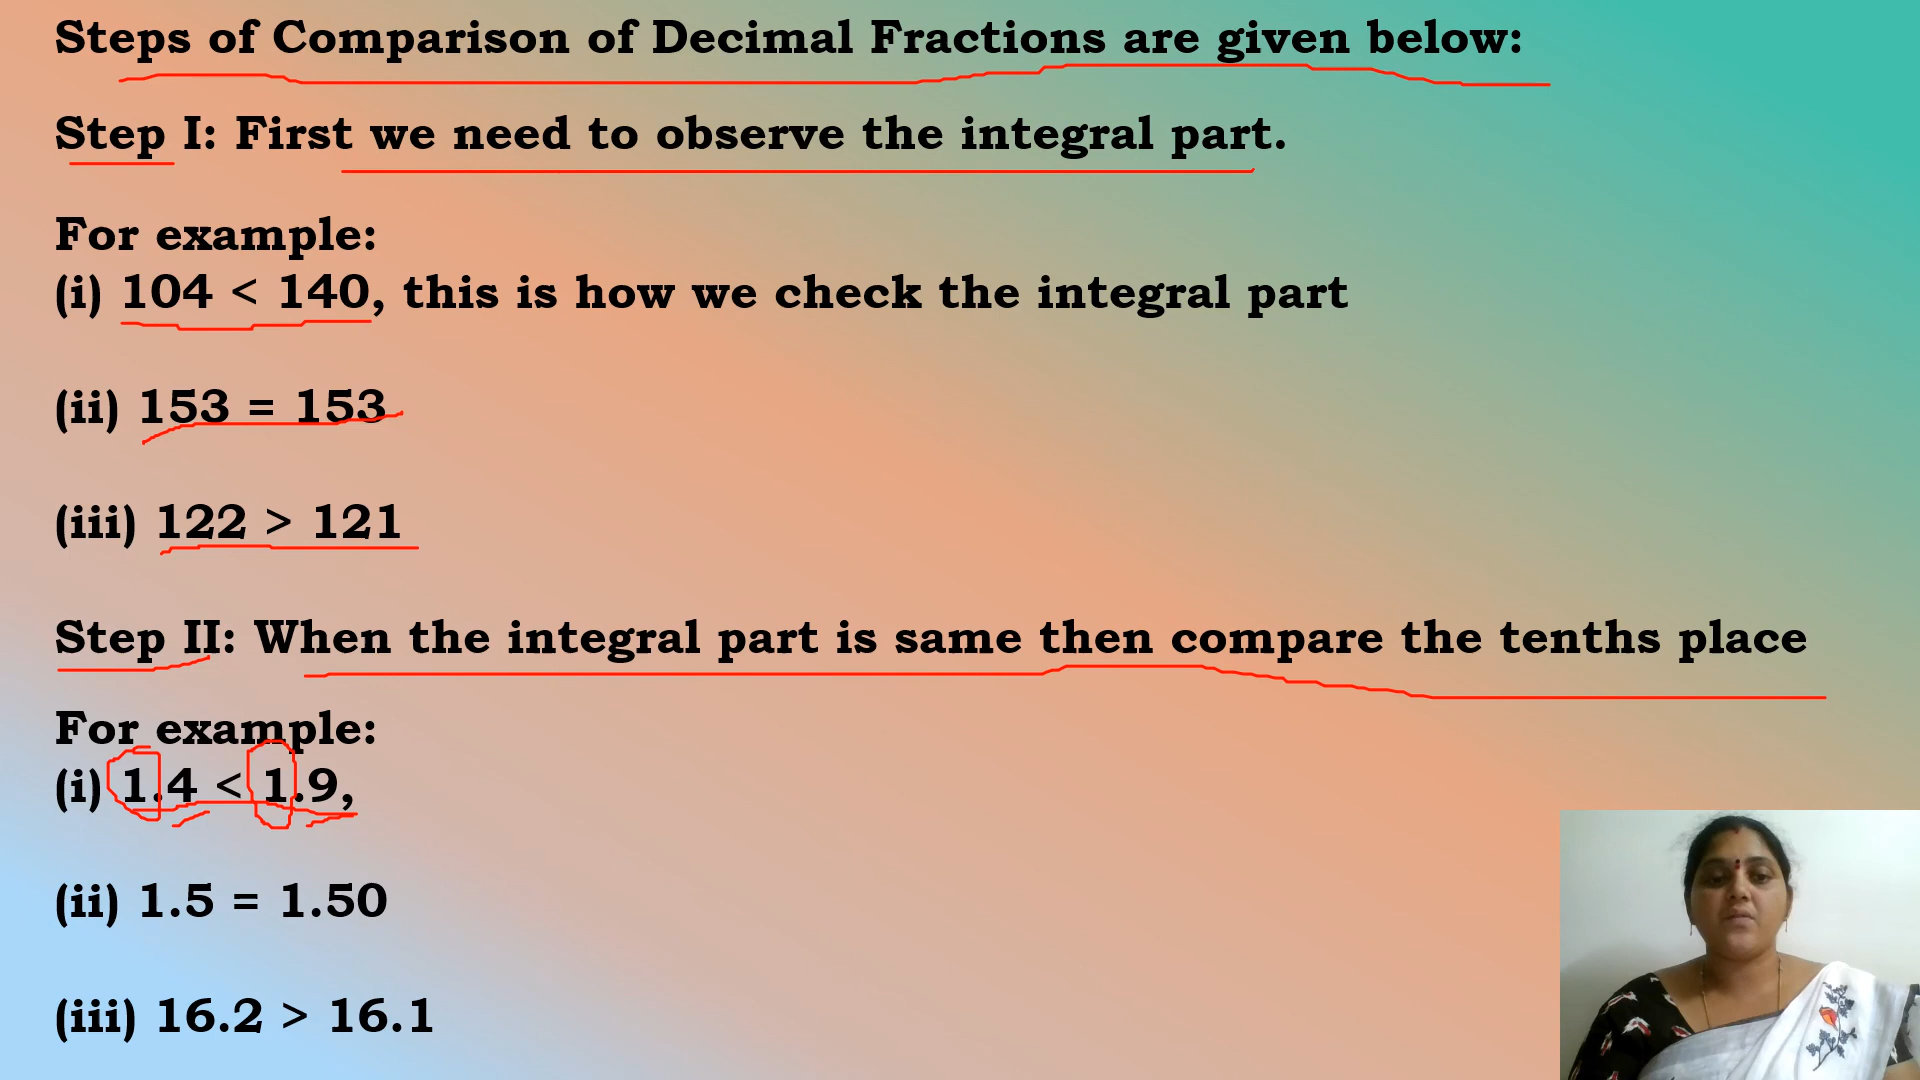 Steps of Comparison of Decimal Fractions are given below:
Step I: First we need to observe the integral part.
For example:
(i) 104 < 140, this is how we check the integral part
(ii) 153 = 153
(iii) 122 > 121
Step II: When the integral part is same then compare the tenths place
For example:
(i) 1.4 < 1.9,
(ii) 1.5 = 1.50
(iii) 16.2 > 16.1